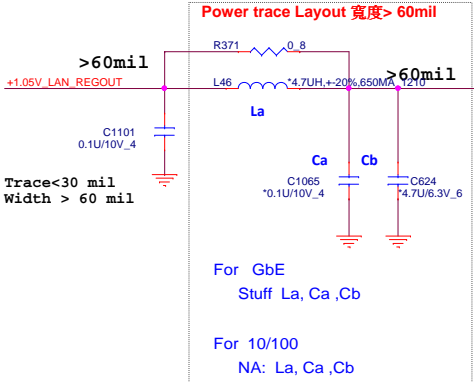 Power trace Layout 寬度> 60mil
R371 0_8
>60mil
+1.05V_LAN_REGOUT
L46 *4.7UH,+-20%,650MA_1210
>60mil
La
C1101
0.1U/10V_4
Ca Cb
Trace<30 mil
Width > 60 mil
C1065
*0.1U/10V_4
C624
*4.7U/6.3V_6
For GbE
Stuff La, Ca ,Cb
For 10/100
NA: La, Ca ,Cb